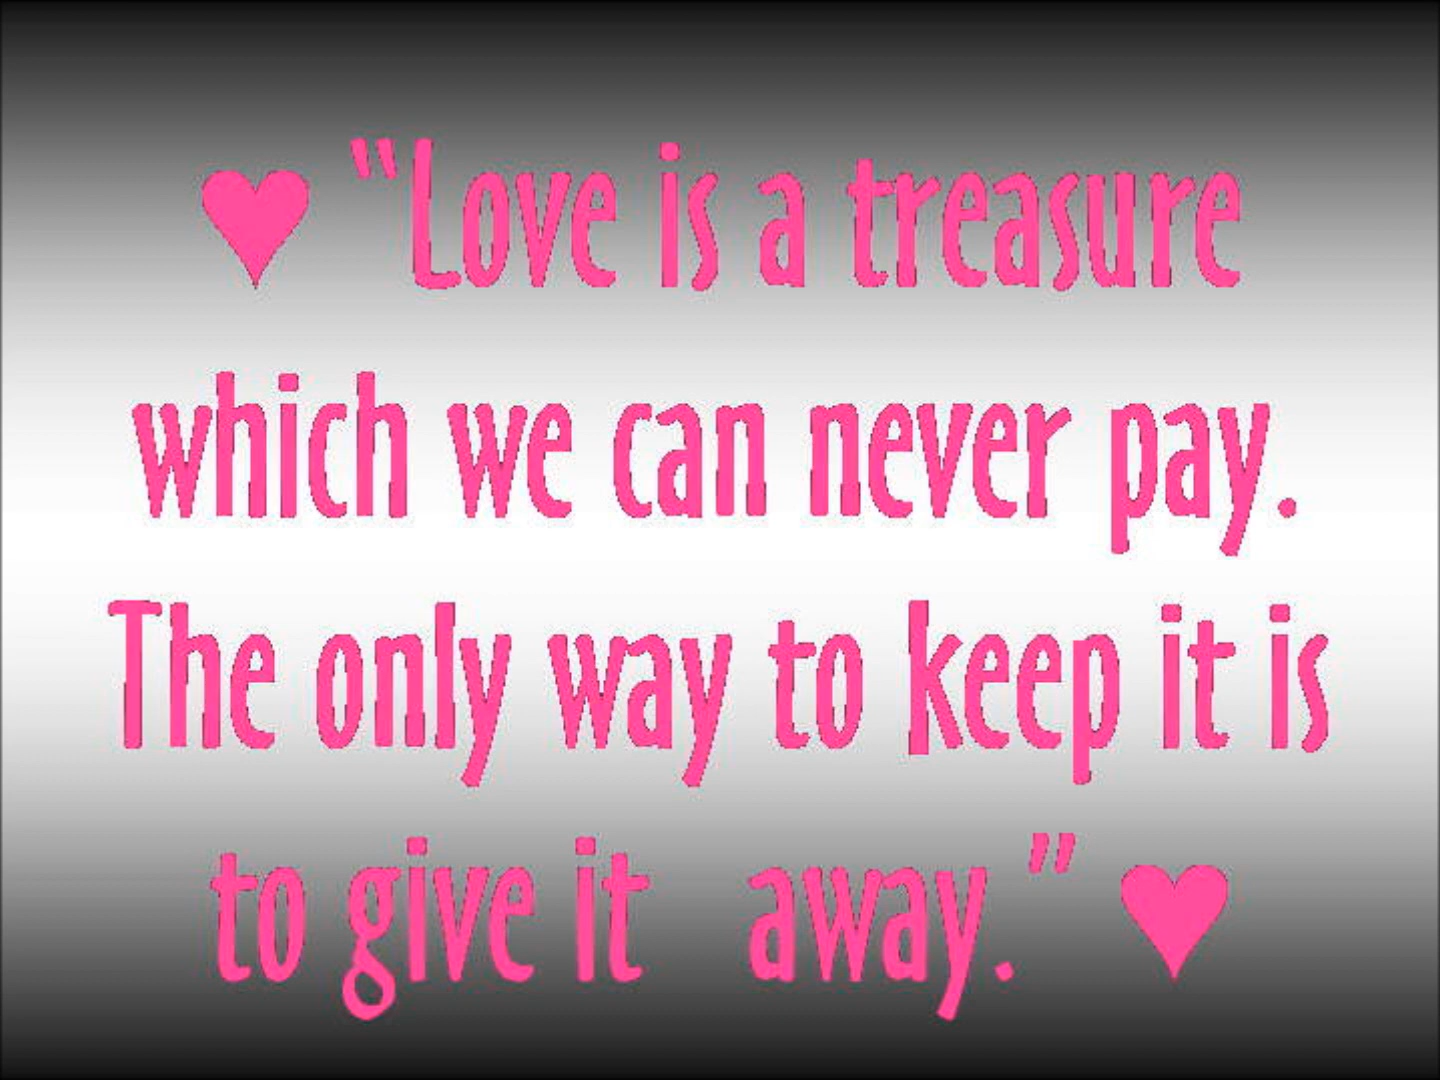 ♥ “Love is a treasure
which we can never pay.
The only way to keep it is
to give it away.” ♥